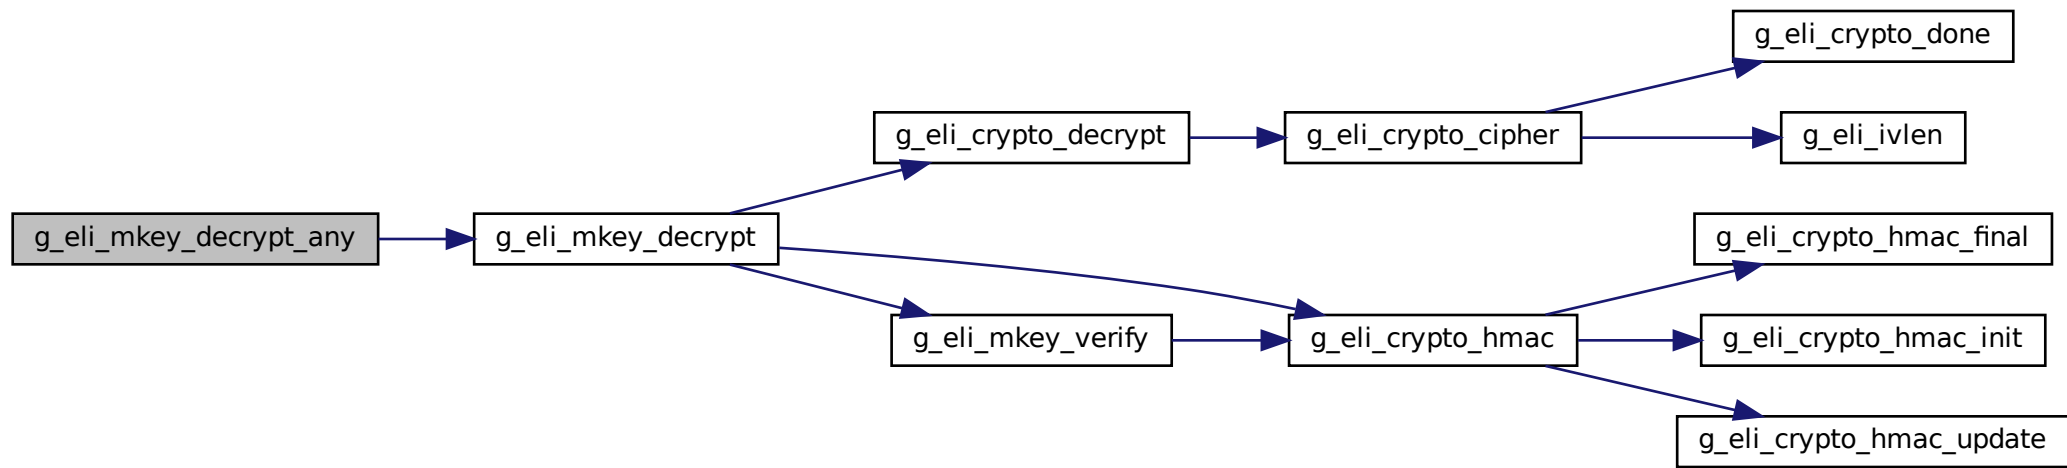 g_eli_crypto_done
g_eli_crypto_decrypt
g_eli_crypto_cipher
g_eli_ivlen
g_eli_mkey_decrypt_any
g_eli_mkey_decrypt
g_eli_crypto_hmac_final
g_eli_mkey_verify
g_eli_crypto_hmac
g_eli_crypto_hmac_init
g_eli_crypto_hmac_update